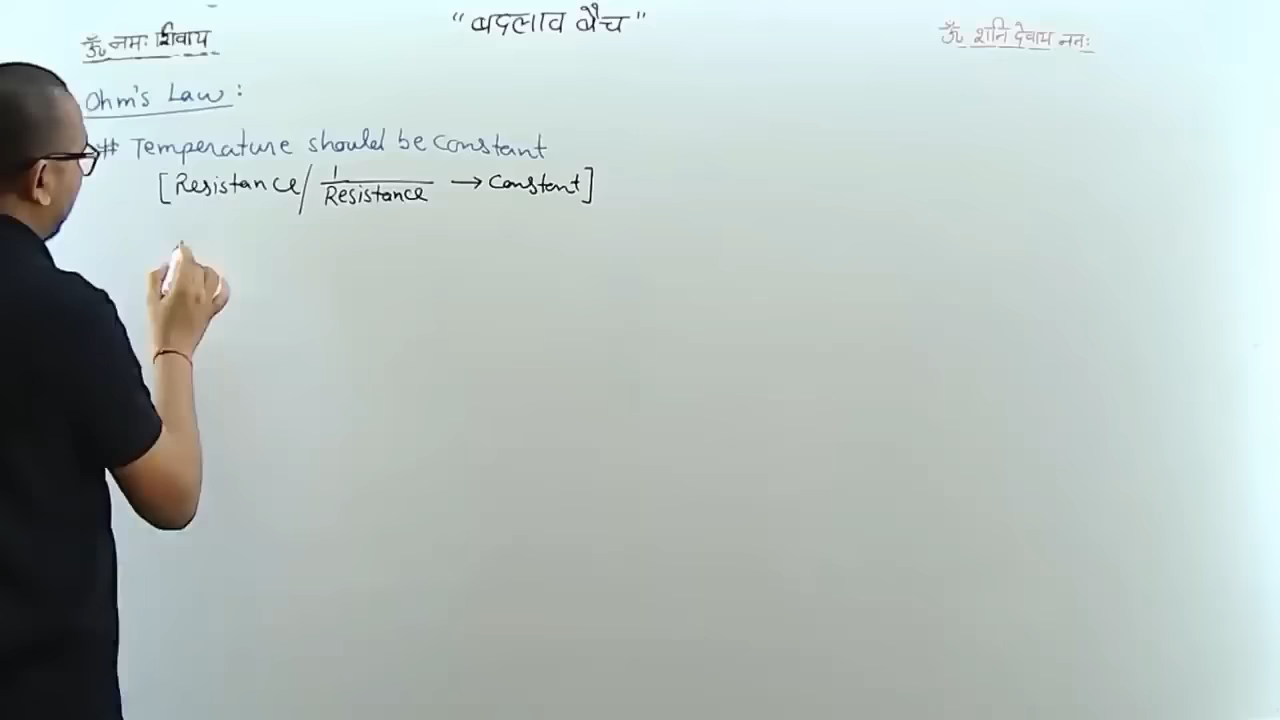 ॐ नमः शिवाय
"बदलाव बैच"
ॐ शनि देवाय नमः
Ohm's Law:
# Temperature should be constant
[Resistance/ 1/Resistance → Constant]